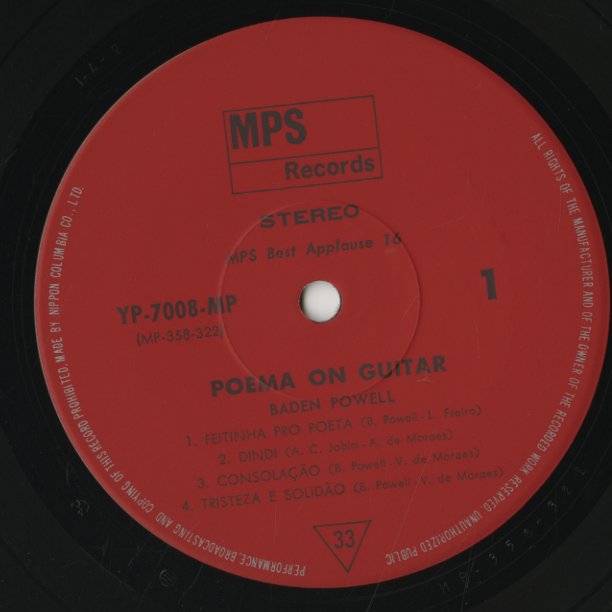 MPS
Records
STEREO
MPS Best Applause 16
YP-7008-MP
(MP-358-322)
1
POEMA ON GUITAR
BADEN POWELL
1. FEITINHA PRO POETA (B. Powell - L. Freire)
2. DINDI (A. C. Jobim - A. de Moraes)
3. CONSOLAÇÃO (B. Powell - V. de Moraes)
4. TRISTEZA E SOLIDÃO (B. Powell - V. de Moraes)
33
ALL RIGHTS OF THE MANUFACTURER AND OF THE OWNER OF THE RECORDED WORK RESERVED. UNAUTHORIZED PUBLIC PERFORMANCE, BROADCASTING AND COPYING OF THIS RECORD PROHIBITED. MADE BY NIPPON COLUMBIA CO., LTD.
1-A-2